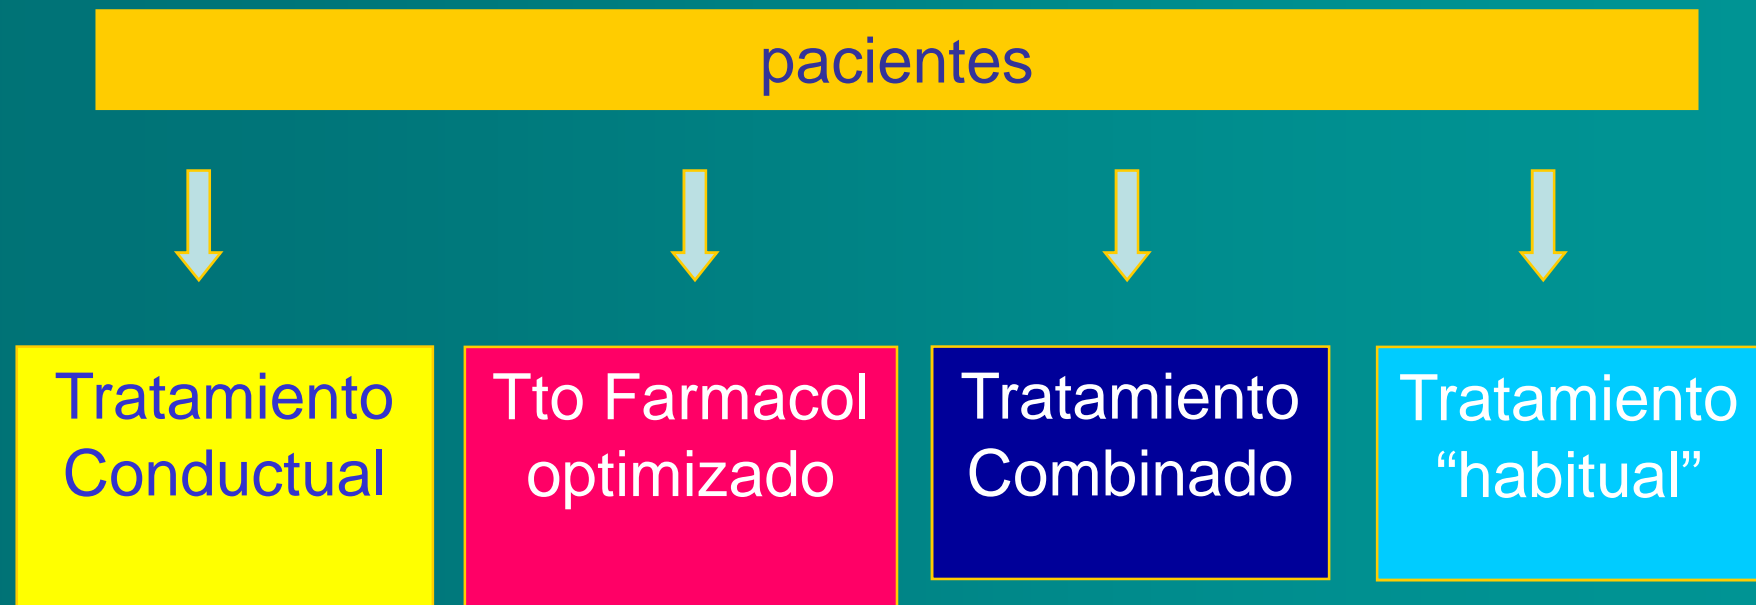 pacientes
Tratamiento
Conductual
Tto Farmacol
optimizado
Tratamiento
Combinado
Tratamiento
“habitual”